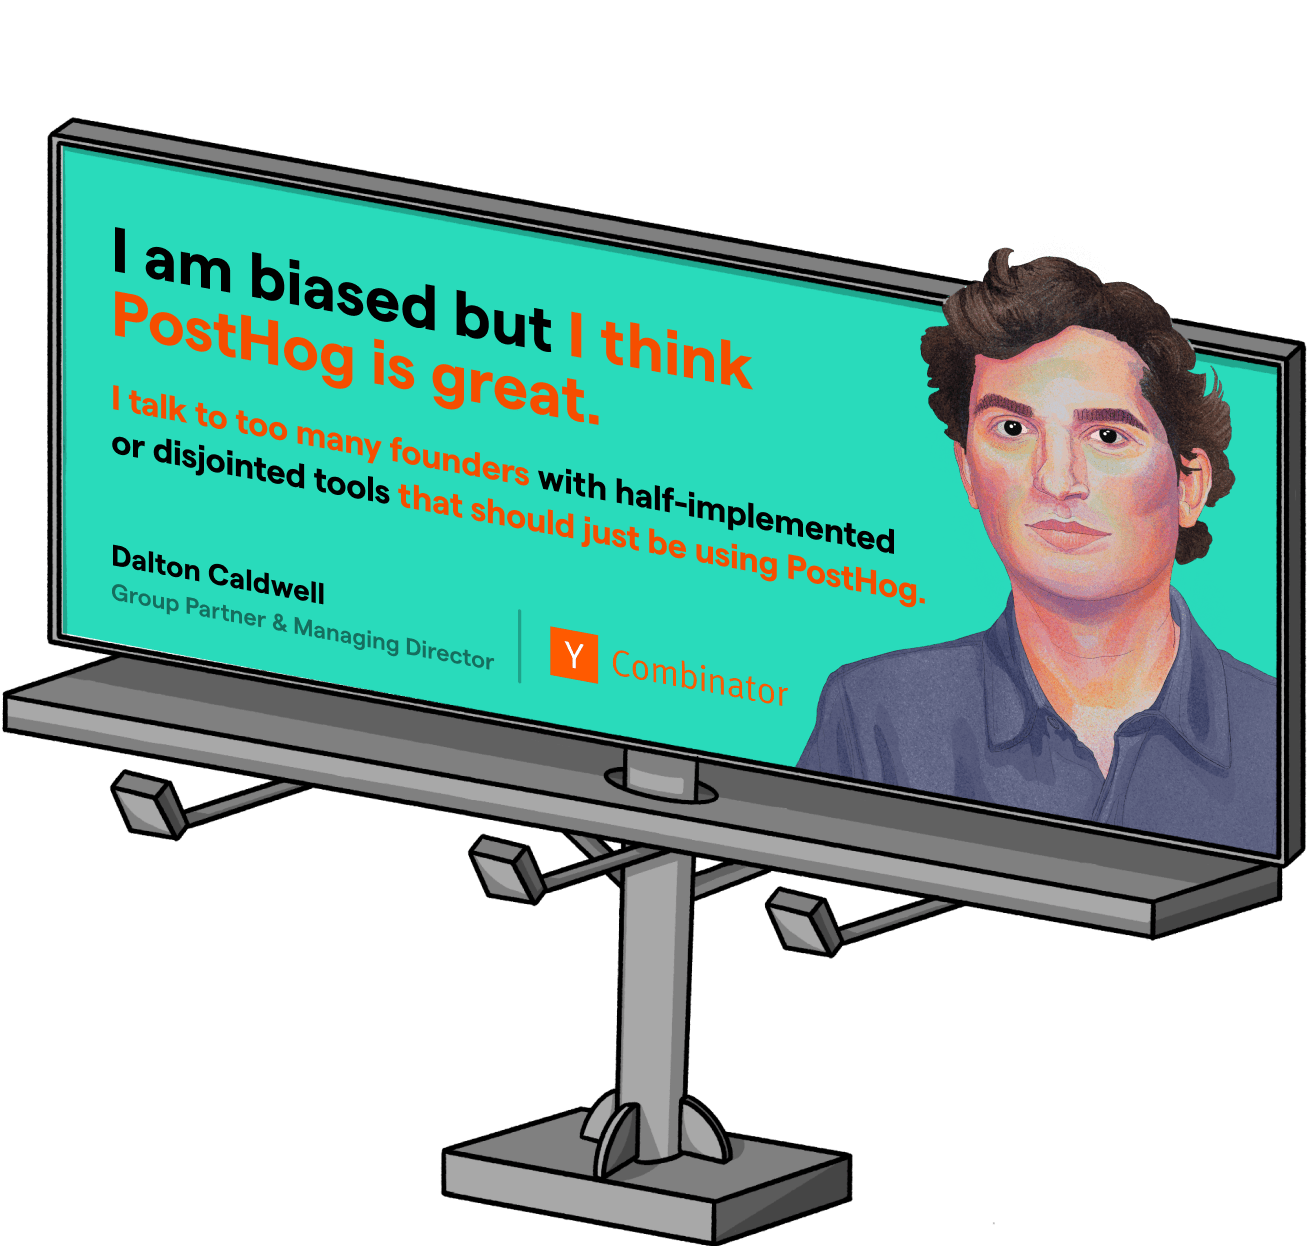 I am biased but I think
PostHog is great.
I talk to too many founders with half-implemented
or disjointed tools that should just be using PostHog.
Dalton Caldwell
Group Partner & Managing Director
Y Combinator